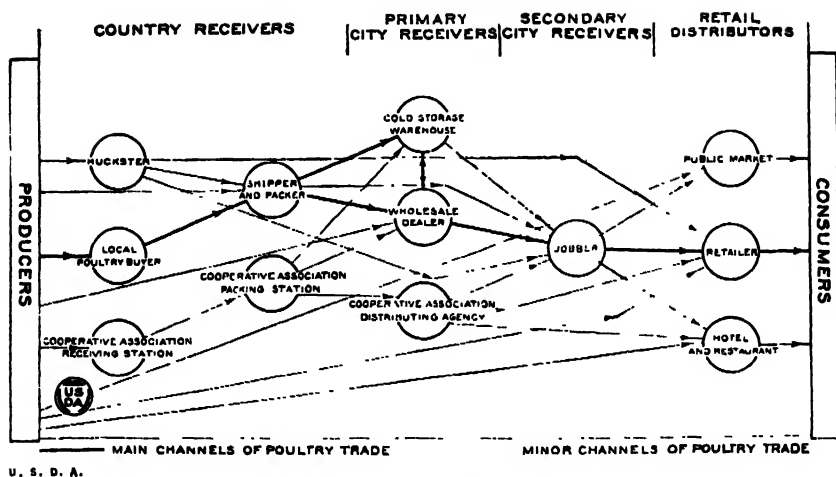 COUNTRY RECEIVERS
PRIMARY
CITY RECEIVERS
SECONDARY
CITY RECEIVERS
RETAIL
DISTRIBUTORS
PRODUCERS
HUCKSTER
LOCAL
POULTRY BUYER
COOPERATIVE ASSOCIATION
RECEIVING STATION
SHIPPER
AND PACKER
COOPERATIVE ASSOCIATION
PACKING STATION
COLD STORAGE
WAREHOUSE
WHOLESALE
DEALER
COOPERATIVE ASSOCIATION
DISTRIBUTING AGENCY
JOBBER
PUBLIC MARKET
RETAILER
HOTEL
AND RESTAURANT
CONSUMERS
US
DA
MAIN CHANNELS OF POULTRY TRADE
MINOR CHANNELS OF POULTRY TRADE
U. S. D. A.